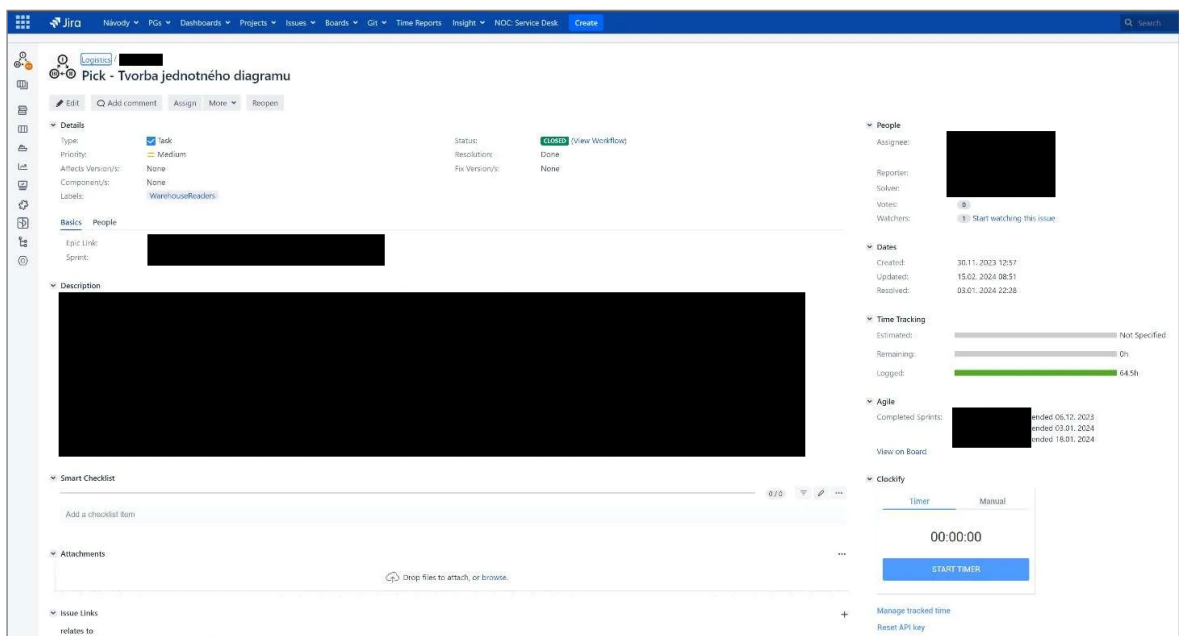 Jira Návody PGs Dashboards Projects Issues Boards Git Time Reports Insight NOC: Service Desk Create Search
Logistics /
Pick - Tvorba jednotného diagramu
Edit Add comment Assign More Reopen
Details
Type: Task
Priority: Medium
Affects Version/s: None
Component/s: None
Labels: WarehouseReaders
Status: CLOSED (View Workflow)
Resolution: Done
Fix Version/s: None
Basics People
Epic Link:
Sprint:
Description
Smart Checklist
0 / 0
Add a checklist item
Attachments
Drop files to attach, or browse.
Issue Links
relates to
People
Assignee:
Reporter:
Solver:
Votes: 0
Watchers: 1 Start watching this issue
Dates
Created: 30.11. 2023 12:57
Updated: 15.02. 2024 08:51
Resolved: 03.01. 2024 22:28
Time Tracking
Estimated: Not Specified
Remaining: 0h
Logged: 64.5h
Agile
Completed Sprints: ended 06.12. 2023
ended 03.01. 2024
ended 18.01. 2024
View on Board
Clockify
Timer Manual
00:00:00
START TIMER
Manage tracked time
Reset API key